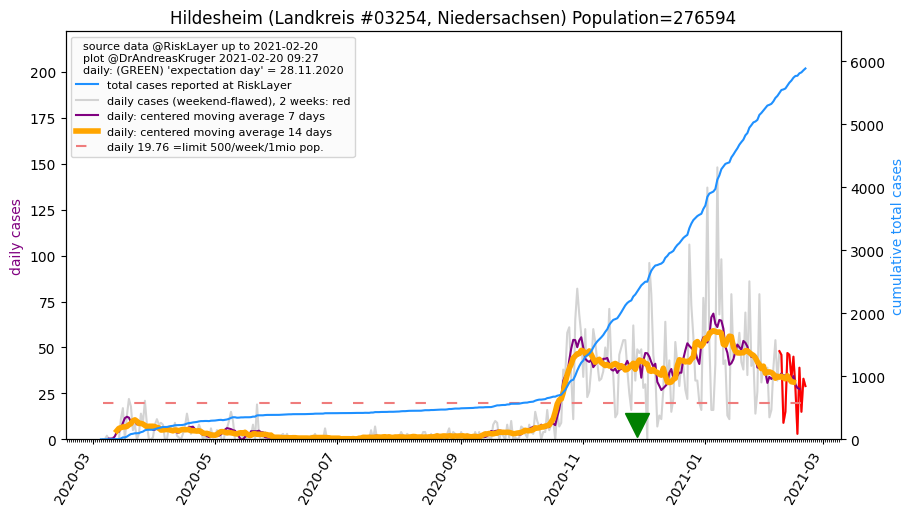 Hildesheim (Landkreis #03254, Niedersachsen) Population=276594
source data @RiskLayer up to 2021-02-20
plot @DrAndreasKruger 2021-02-20 09:27
daily: (GREEN) 'expectation day' = 28.11.2020
total cases reported at RiskLayer
daily cases (weekend-flawed), 2 weeks: red
daily: centered moving average 7 days
daily: centered moving average 14 days
daily 19.76 =limit 500/week/1mio pop.
daily cases
200
175
150
125
100
75
50
25
0
6000
5000
4000
3000
2000
1000
0
cumulative total cases
2020-03
2020-05
2020-07
2020-09
2020-11
2021-01
2021-03